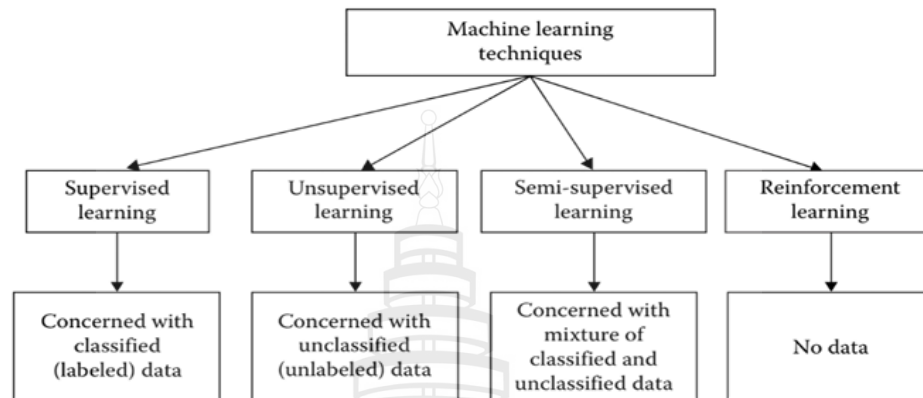 Machine learning
techniques
Supervised
learning
Unsupervised
learning
Semi-supervised
learning
Reinforcement
learning
Concerned with
classified
(labeled) data
Concerned with
unclassified
(unlabeled) data
Concerned with
mixture of
classified and
unclassified data
No data